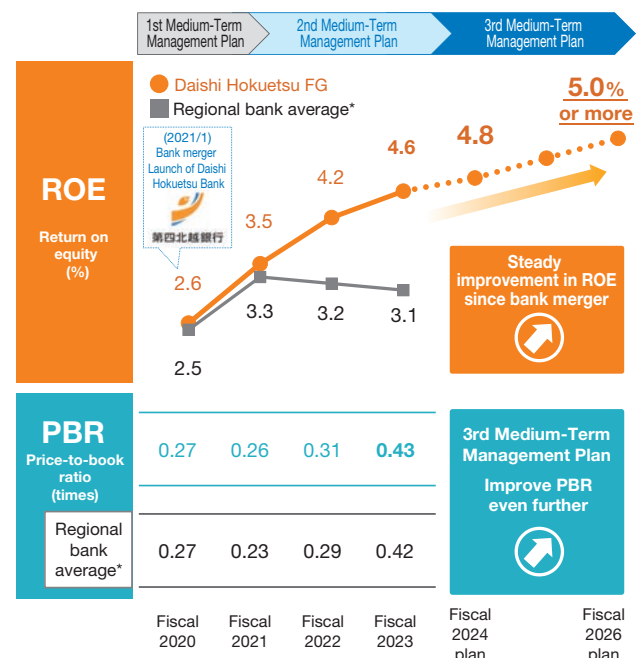 1st Medium-Term
Management Plan
2nd Medium-Term
Management Plan
3rd Medium-Term
Management Plan
ROE
Return on
equity
(%)
Daishi Hokuetsu FG
Regional bank average*
(2021/1)
Bank merger
Launch of Daishi
Hokuetsu Bank
第四北越銀行
2.6
3.5
4.2
4.6
4.8
5.0%
or more
2.5
3.3
3.2
3.1
Steady
improvement in ROE
since bank merger
PBR
Price-to-book
ratio
(times)
0.27 0.26 0.31 0.43
Regional
bank
average*
0.27 0.23 0.29 0.42
3rd Medium-Term
Management Plan
Improve PBR
even further
Fiscal
2020
Fiscal
2021
Fiscal
2022
Fiscal
2023
Fiscal
2024
plan
Fiscal
2026
plan